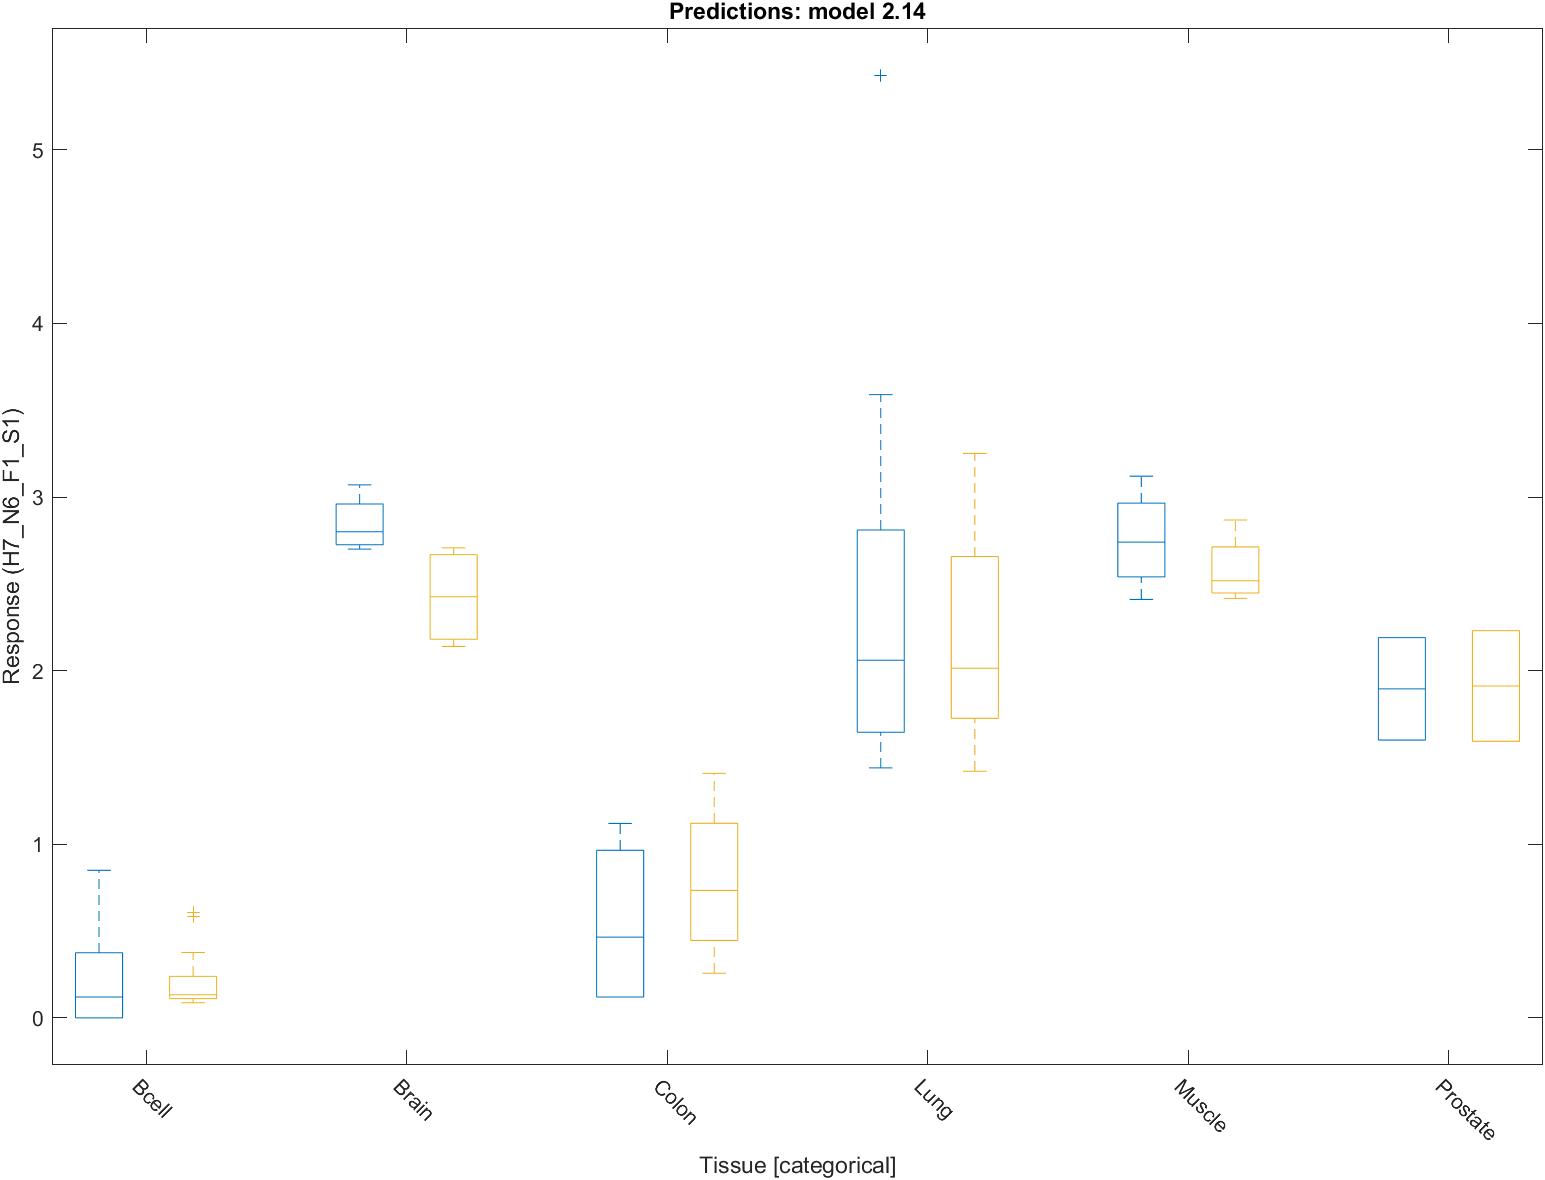 Predictions: model 2.14
Response (H7_N6_F1_S1)
5
4
3
2
1
0
Bcell
Brain
Colon
Lung
Muscle
Prostate
Tissue [categorical]